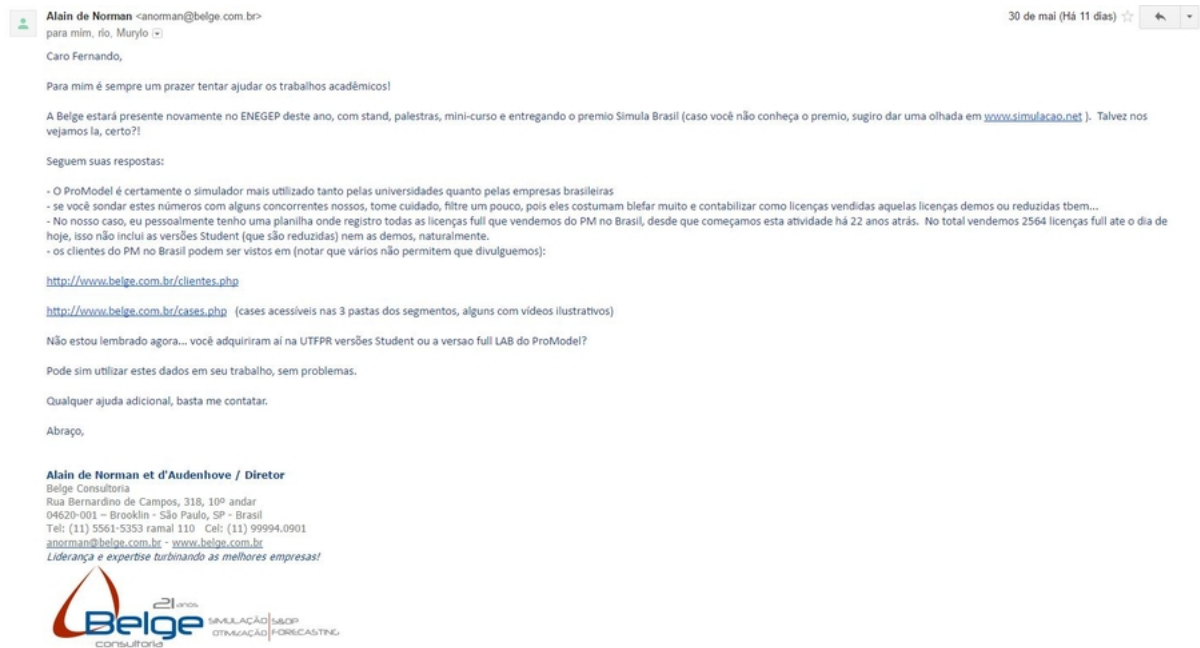 Alain de Norman <anorman@belge.com.br>
30 de mai (Há 11 dias)
para mim, rio, Murylo
Caro Fernando,
Para mim é sempre um prazer tentar ajudar os trabalhos acadêmicos!
A Belge estará presente novamente no ENEGEP deste ano, com stand, palestras, mini-curso e entregando o premio Simula Brasil (caso você não conheça o premio, sugiro dar uma olhada em www.simulacao.net ). Talvez nos
vejamos la, certo?!
Seguem suas respostas:
- O ProModel é certamente o simulador mais utilizado tanto pelas universidades quanto pelas empresas brasileiras
- se você sondar estes números com alguns concorrentes nossos, tome cuidado, filtre um pouco, pois eles costumam blefar muito e contabilizar como licenças vendidas aquelas licenças demos ou reduzidas tbem...
- No nosso caso, eu pessoalmente tenho uma planilha onde registro todas as licenças full que vendemos do PM no Brasil, desde que começamos esta atividade há 22 anos atrás. No total vendemos 2564 licenças full ate o dia de
hoje, isso não inclui as versões Student (que são reduzidas) nem as demos, naturalmente.
- os clientes do PM no Brasil podem ser vistos em (notar que vários não permitem que divulguemos):
http://www.belge.com.br/clientes.php
http://www.belge.com.br/cases.php (cases acessíveis nas 3 pastas dos segmentos, alguns com vídeos ilustrativos)
Não estou lembrado agora... você adquiriram aí na UTFPR versões Student ou a versao full LAB do ProModel?
Pode sim utilizar estes dados em seu trabalho, sem problemas.
Qualquer ajuda adicional, basta me contatar.
Abraço,
Alain de Norman et d'Audenhove / Diretor
Belge Consultoria
Rua Bernardino de Campos, 318, 10º andar
04620-001 – Brooklin - São Paulo, SP - Brasil
Tel: (11) 5561-5353 ramal 110 Cel: (11) 99994.0901
anorman@belge.com.br - www.belge.com.br
Liderança e expertise turbinando as melhores empresas!
21 anos
Belge SIMULAÇÃO S&OP
OTIMIZAÇÃO FORECASTING
consultoria